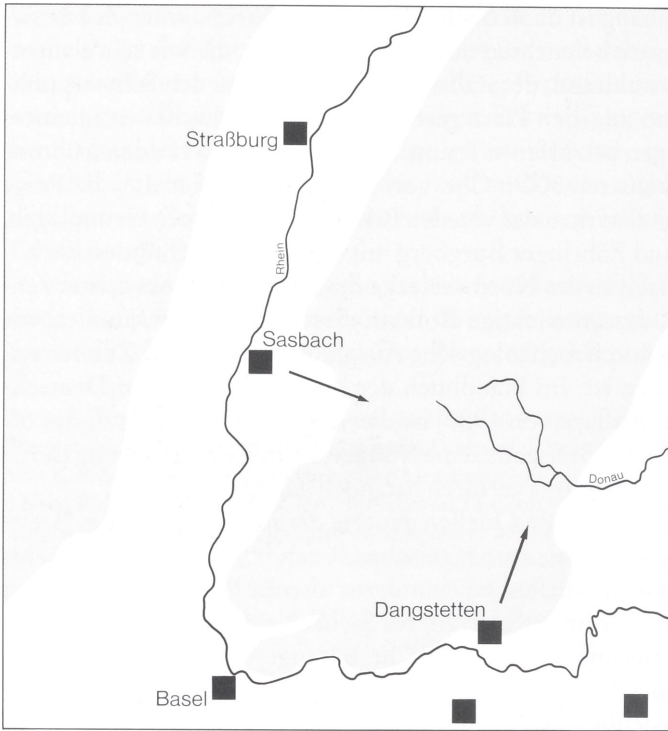 Straßburg
Rhein
Sasbach
Donau
Dangstetten
Basel